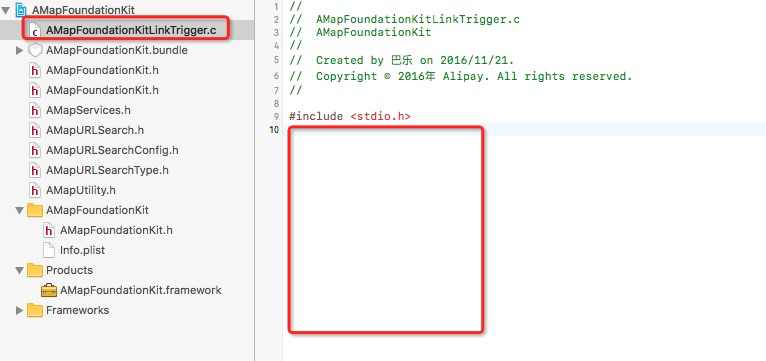 AMapFoundationKit
AMapFoundationKitLinkTrigger.c
AMapFoundationKit.bundle
AMapFoundationKit.h
AMapFoundationKit.h
AMapServices.h
AMapURLSearch.h
AMapURLSearchConfig.h
AMapURLSearchType.h
AMapUtility.h
AMapFoundationKit
AMapFoundationKit.h
Info.plist
Products
AMapFoundationKit.framework
Frameworks
1 //
2 // AMapFoundationKitLinkTrigger.c
3 // AMapFoundationKit
4 //
5 // Created by 巴乐 on 2016/11/21.
6 // Copyright © 2016年 Alipay. All rights reserved.
7 //
8
9 #include <stdio.h>
10